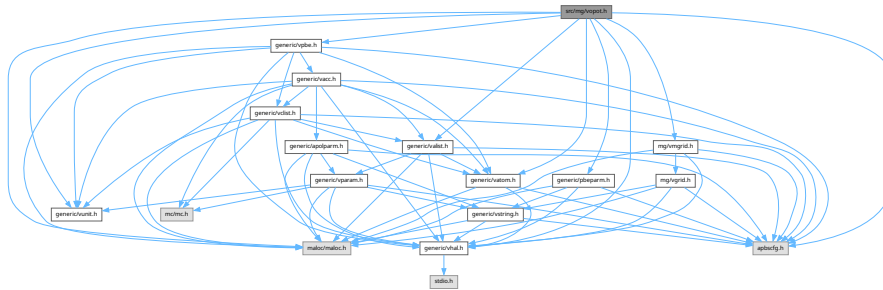 src/mg/vopot.h
generic/vpbe.h
generic/vacc.h
generic/vclist.h
generic/apolparm.h
generic/valist.h
mg/vmgrid.h
generic/vparam.h
generic/vatom.h
generic/pbeparm.h
mg/vgrid.h
generic/vunit.h
mc/mc.h
generic/vstring.h
maloc/maloc.h
generic/vhal.h
apbscfg.h
stdio.h